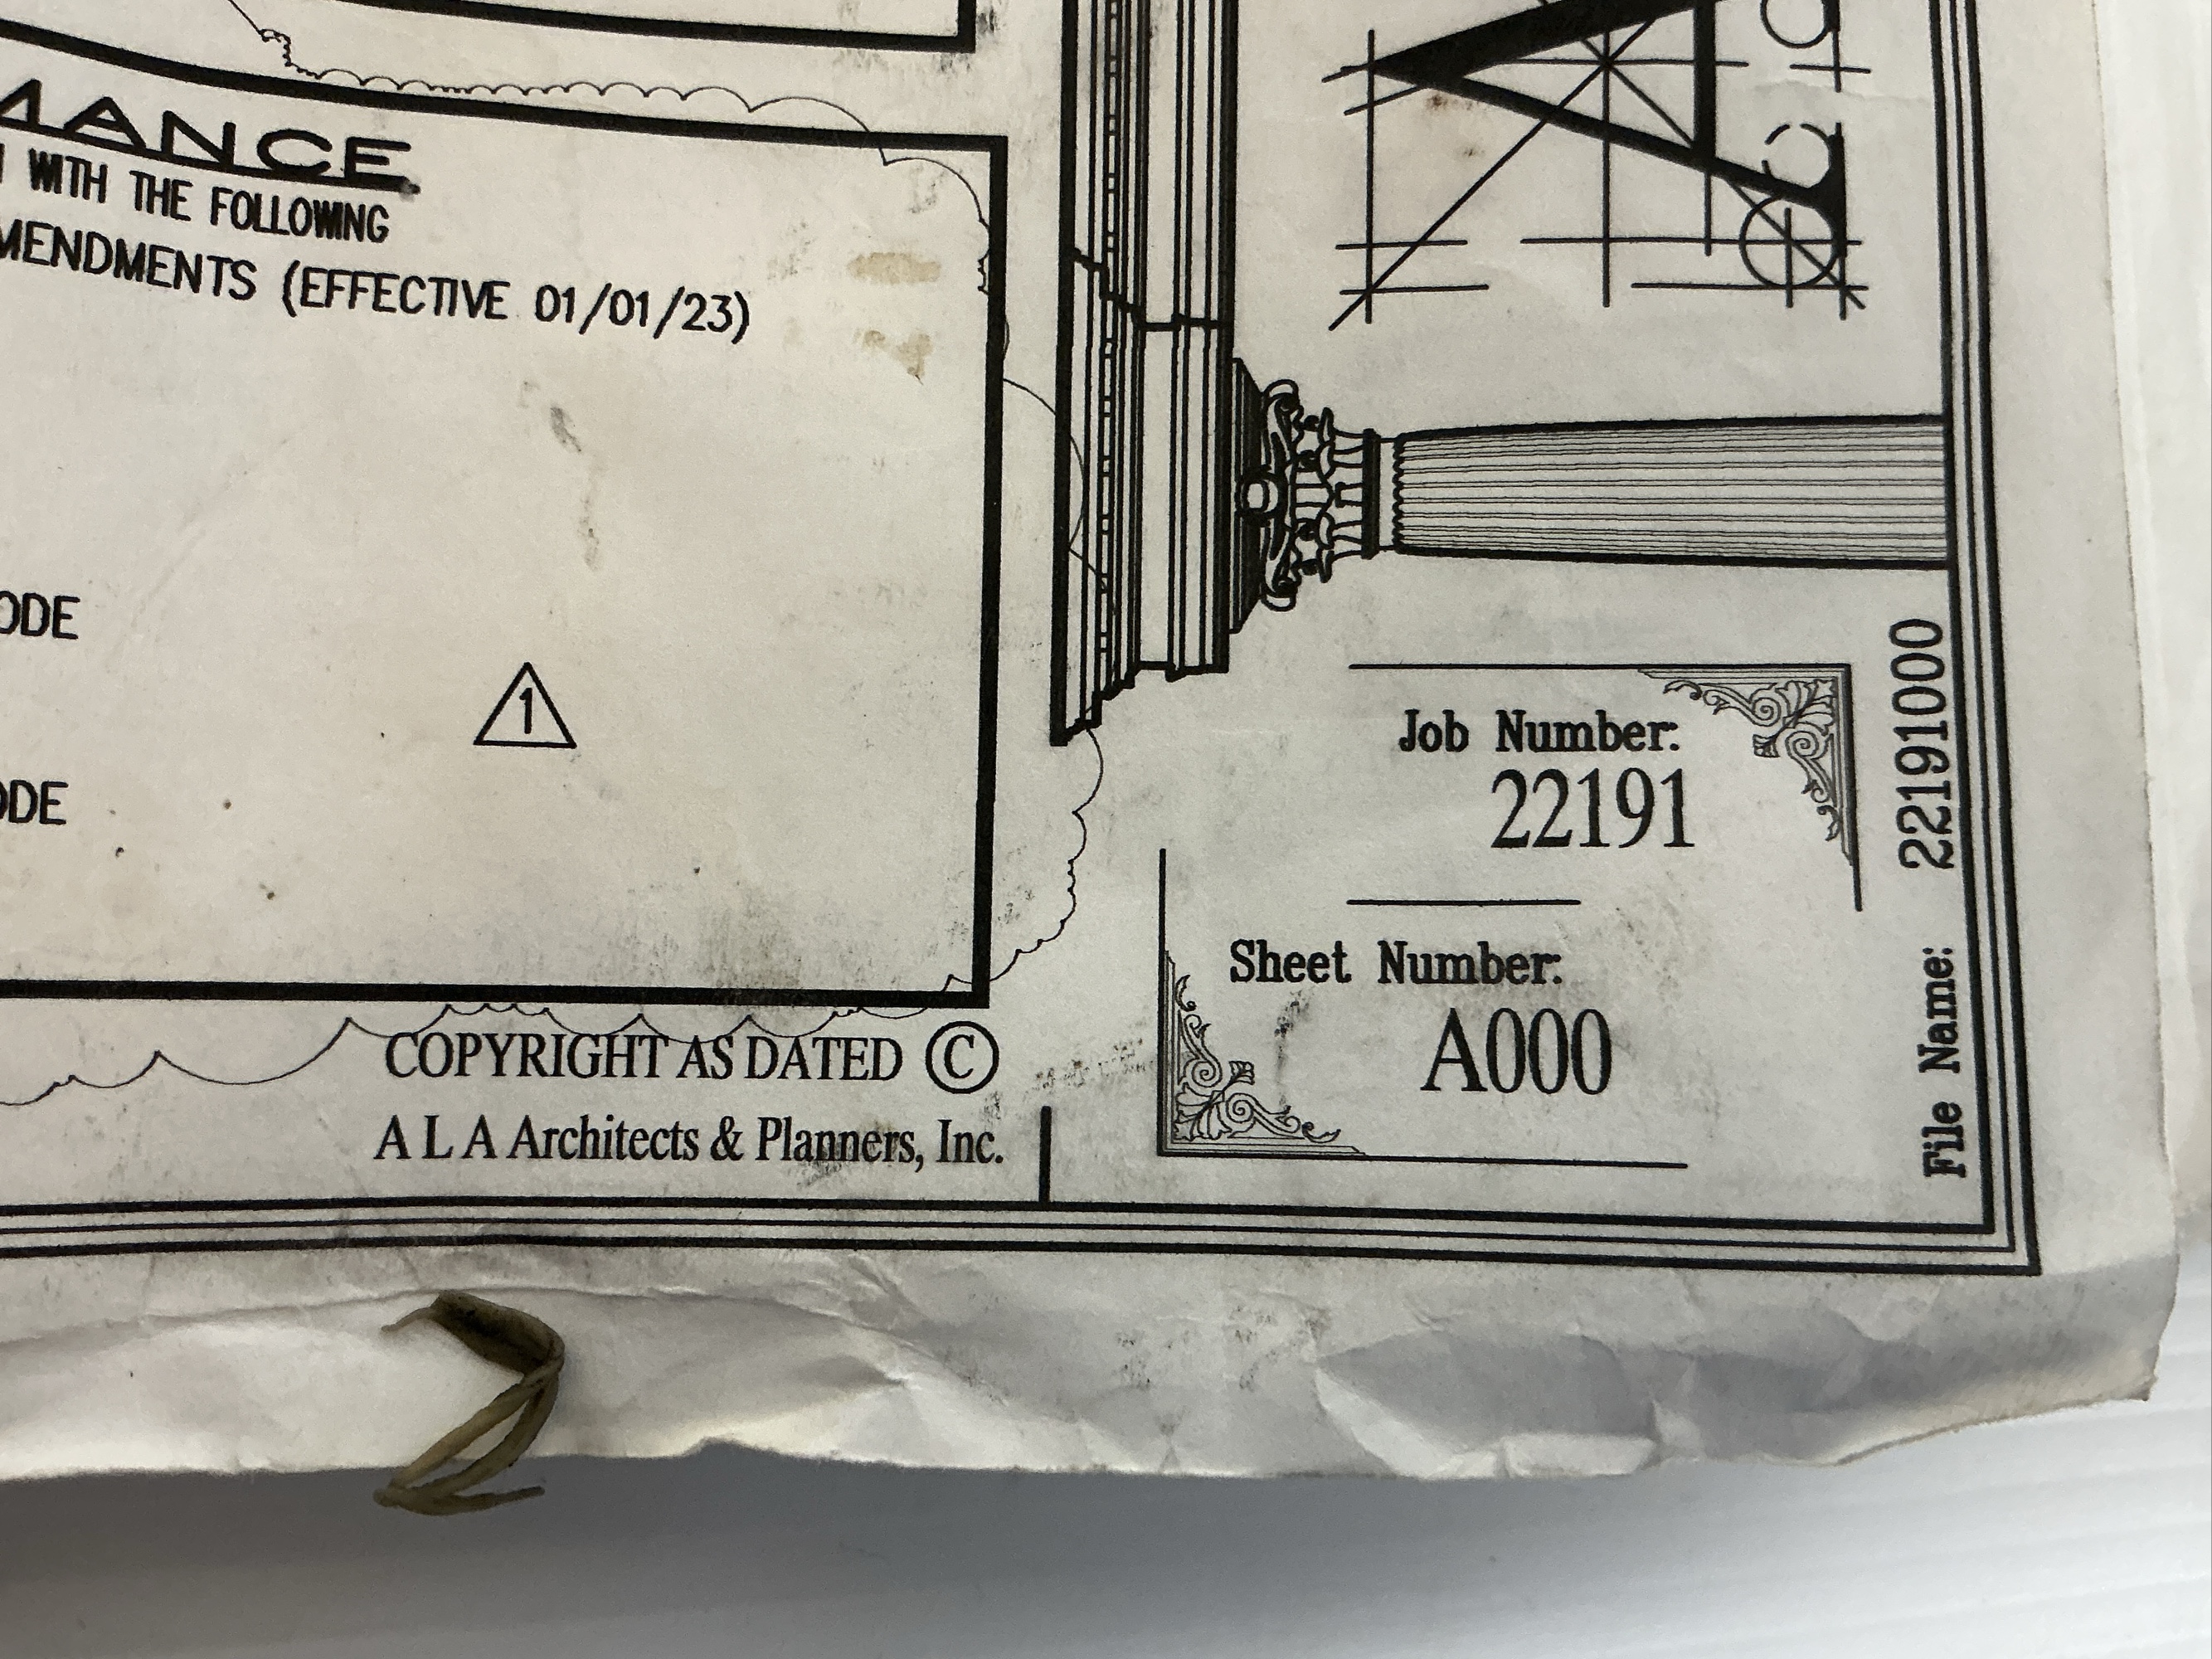 MANCE
WITH THE FOLLOWING
MENDMENTS (EFFECTIVE 01/01/23)
ODE
1
ODE
COPYRIGHT AS DATED ©
A L A Architects & Planners, Inc.
A
Job Number:
22191
Sheet Number:
A000
File Name: 22191000